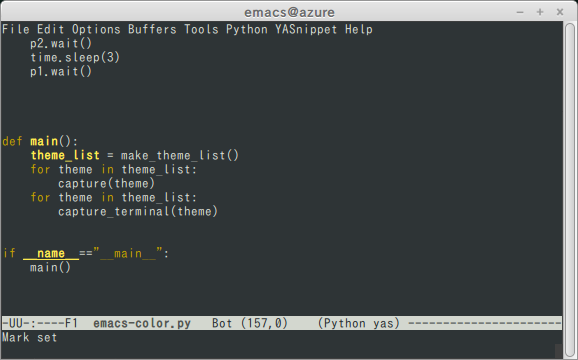 emacs@azure
File Edit Options Buffers Tools Python YASnippet Help
    p2.wait()
    time.sleep(3)
    p1.wait()
def main():
    theme_list = make_theme_list()
    for theme in theme_list:
        capture(theme)
    for theme in theme_list:
        capture_terminal(theme)
if __name__=="__main__":
    main()
-UU-:----F1  emacs-color.py   Bot (157,0)    (Python yas) ----------------------
Mark set